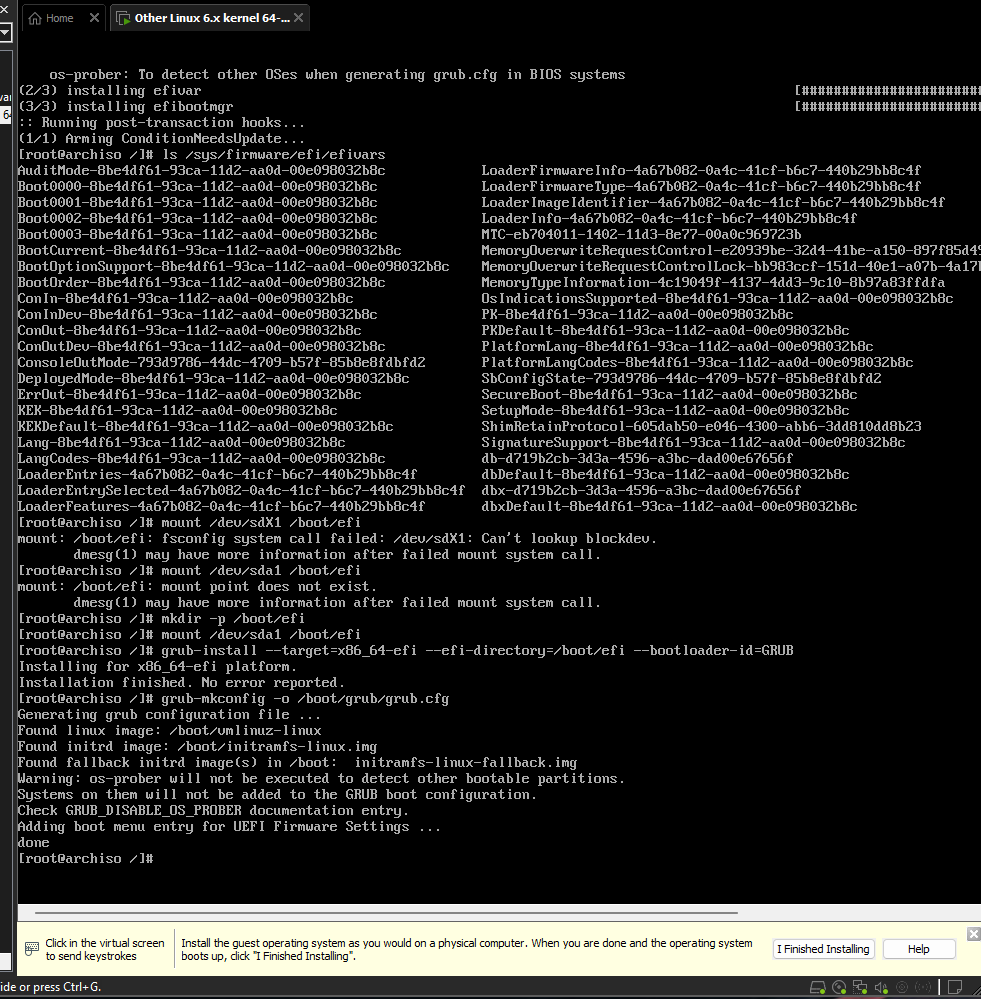 Home
Other Linux 6.x kernel 64-...
os-prober: To detect other OSes when generating grub.cfg in BIOS systems
(2/3) installing efivar [######################
(3/3) installing efibootmgr [######################
:: Running post-transaction hooks...
(1/1) Arming ConditionNeedsUpdate...
[root@archiso /]# ls /sys/firmware/efi/efivars
AuditMode-8be4df61-93ca-11d2-aa0d-00e098032b8c LoaderFirmwareInfo-4a67b082-0a4c-41cf-b6c7-440b29bb8c4f
Boot0000-8be4df61-93ca-11d2-aa0d-00e098032b8c LoaderFirmwareType-4a67b082-0a4c-41cf-b6c7-440b29bb8c4f
Boot0001-8be4df61-93ca-11d2-aa0d-00e098032b8c LoaderImageIdentifier-4a67b082-0a4c-41cf-b6c7-440b29bb8c4f
Boot0002-8be4df61-93ca-11d2-aa0d-00e098032b8c LoaderInfo-4a67b082-0a4c-41cf-b6c7-440b29bb8c4f
Boot0003-8be4df61-93ca-11d2-aa0d-00e098032b8c MTC-eb704011-1402-11d3-8e77-00a0c969723b
BootCurrent-8be4df61-93ca-11d2-aa0d-00e098032b8c MemoryOverwriteRequestControl-e20939be-32d4-41be-a150-897f85d49
BootOptionSupport-8be4df61-93ca-11d2-aa0d-00e098032b8c MemoryOverwriteRequestControlLock-bb983ccf-151d-40e1-a07b-4a17b
BootOrder-8be4df61-93ca-11d2-aa0d-00e098032b8c MemoryTypeInformation-4c19049f-4137-4dd3-9c10-8b97a83ffdfa
ConIn-8be4df61-93ca-11d2-aa0d-00e098032b8c OsIndicationsSupported-8be4df61-93ca-11d2-aa0d-00e098032b8c
ConInDev-8be4df61-93ca-11d2-aa0d-00e098032b8c PK-8be4df61-93ca-11d2-aa0d-00e098032b8c
ConOut-8be4df61-93ca-11d2-aa0d-00e098032b8c PKDefault-8be4df61-93ca-11d2-aa0d-00e098032b8c
ConOutDev-8be4df61-93ca-11d2-aa0d-00e098032b8c PlatformLang-8be4df61-93ca-11d2-aa0d-00e098032b8c
ConsoleOutMode-793d9786-44dc-4709-b57f-85b8e8fdbfd2 PlatformLangCodes-8be4df61-93ca-11d2-aa0d-00e098032b8c
DeployedMode-8be4df61-93ca-11d2-aa0d-00e098032b8c SbConfigState-793d9786-44dc-4709-b57f-85b8e8fdbfd2
ErrOut-8be4df61-93ca-11d2-aa0d-00e098032b8c SecureBoot-8be4df61-93ca-11d2-aa0d-00e098032b8c
KEK-8be4df61-93ca-11d2-aa0d-00e098032b8c SetupMode-8be4df61-93ca-11d2-aa0d-00e098032b8c
KEKDefault-8be4df61-93ca-11d2-aa0d-00e098032b8c ShimRetainProtocol-605dab50-e046-4300-abb6-3dd810dd8b23
Lang-8be4df61-93ca-11d2-aa0d-00e098032b8c SignatureSupport-8be4df61-93ca-11d2-aa0d-00e098032b8c
LangCodes-8be4df61-93ca-11d2-aa0d-00e098032b8c db-d719b2cb-3d3a-4596-a3bc-dad00e67656f
LoaderEntries-4a67b082-0a4c-41cf-b6c7-440b29bb8c4f dbDefault-8be4df61-93ca-11d2-aa0d-00e098032b8c
LoaderEntrySelected-4a67b082-0a4c-41cf-b6c7-440b29bb8c4f dbx-d719b2cb-3d3a-4596-a3bc-dad00e67656f
LoaderFeatures-4a67b082-0a4c-41cf-b6c7-440b29bb8c4f dbxDefault-8be4df61-93ca-11d2-aa0d-00e098032b8c
[root@archiso /]# mount /dev/sdX1 /boot/efi
mount: /boot/efi: fsconfig system call failed: /dev/sdX1: Can't lookup blockdev.
dmesg(1) may have more information after failed mount system call.
[root@archiso /]# mount /dev/sda1 /boot/efi
mount: /boot/efi: mount point does not exist.
dmesg(1) may have more information after failed mount system call.
[root@archiso /]# mkdir -p /boot/efi
[root@archiso /]# mount /dev/sda1 /boot/efi
[root@archiso /]# grub-install --target=x86_64-efi --efi-directory=/boot/efi --bootloader-id=GRUB
Installing for x86_64-efi platform.
Installation finished. No error reported.
[root@archiso /]# grub-mkconfig -o /boot/grub/grub.cfg
Generating grub configuration file ...
Found linux image: /boot/vmlinuz-linux
Found initrd image: /boot/initramfs-linux.img
Found fallback initrd image(s) in /boot:  initramfs-linux-fallback.img
Warning: os-prober will not be executed to detect other bootable partitions.
Systems on them will not be added to the GRUB boot configuration.
Check GRUB_DISABLE_OS_PROBER documentation entry.
Adding boot menu entry for UEFI Firmware Settings ...
done
[root@archiso /]#
Click in the virtual screen
to send keystrokes
Install the guest operating system as you would on a physical computer. When you are done and the operating system
boots up, click "I Finished Installing".
I Finished Installing
Help
ide or press Ctrl+G.